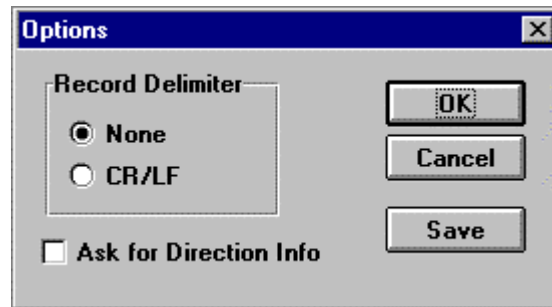 Options
Record Delimiter
None
CR/LF
Ask for Direction Info
OK
Cancel
Save